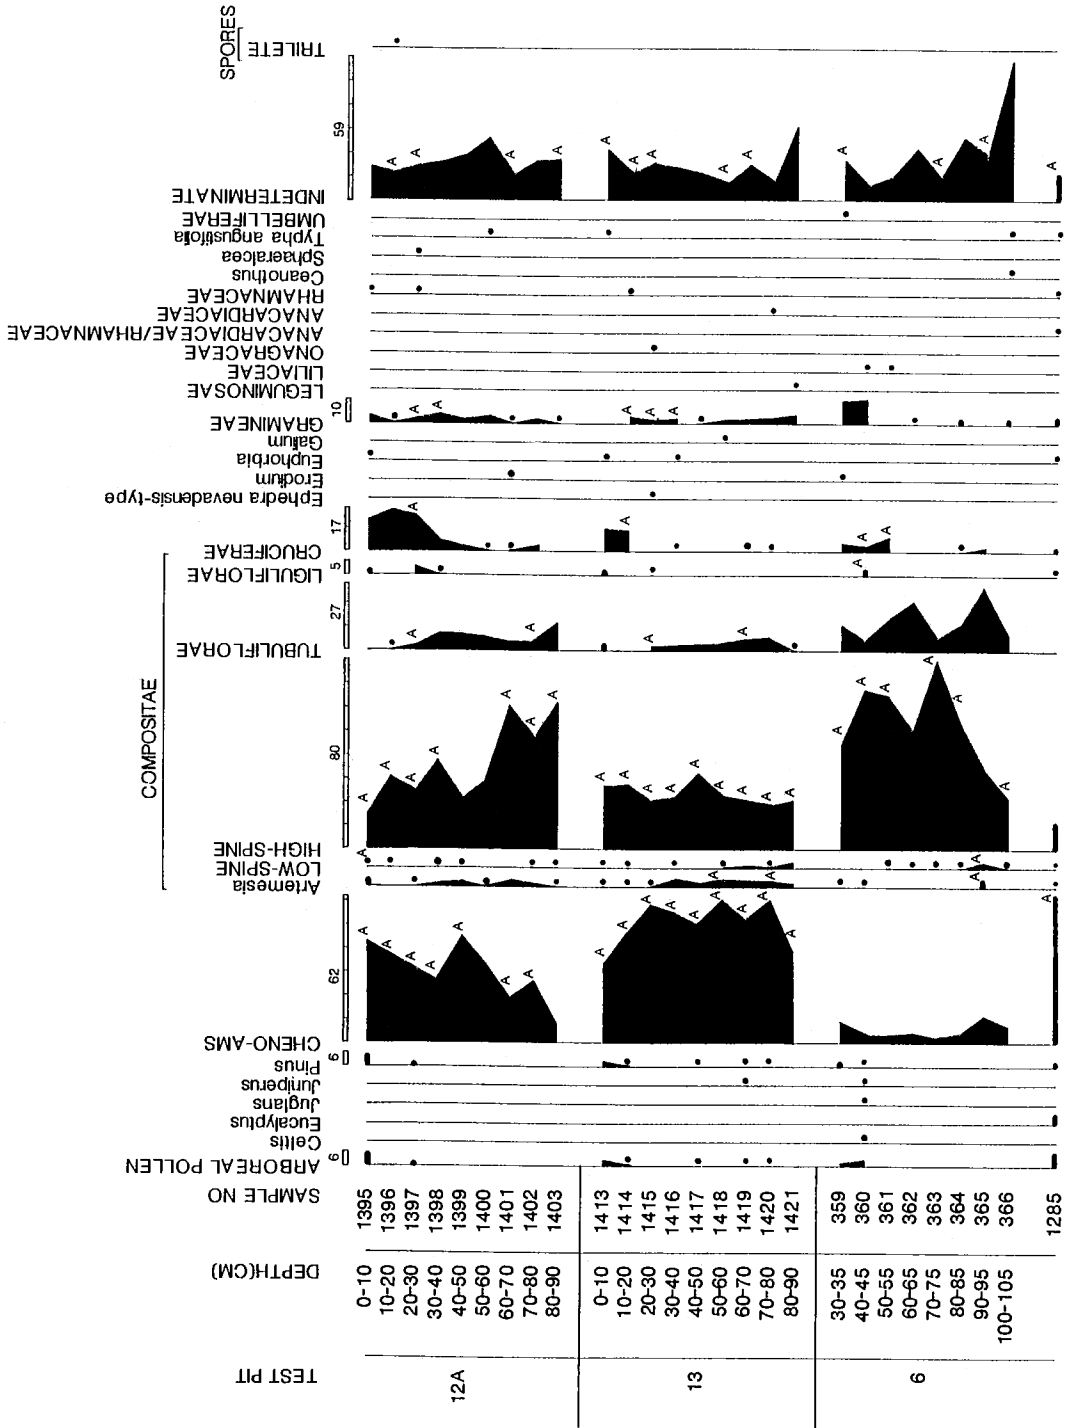 TEST PIT
DEPTH(CM)
SAMPLE NO
ARBOREAL POLLEN
Celtis
Eucalyptus
Juglans
Juniperus
Pinus
CHENO-AMS
COMPOSITAE
Artemesia
LOW-SPINE
HIGH-SPINE
TUBULIFLORAE
LIGULIFLORAE
CRUCIFERAE
Ephedra nevadensis-type
Erodium
Euphorbia
Galium
GRAMINEAE
LEGUMINOSAE
LILIACEAE
ONAGRACEAE
ANACARDIACEAE/RHAMNACEAE
ANACARDIACEAE
RHAMNACEAE
Ceanothus
Sphaeralcea
Typha angustifolia
UMBELLIFERAE
INDETERMINATE
SPORES
TRILETE
6 6 62 80 27 5 17 10 59
12A
0-10 1395 A A A
10-20 1396 A A A
20-30 1397 A A A A A
30-40 1398 A A A
40-50 1399 A
50-60 1400
60-70 1401 A A A
70-80 1402 A A A
80-90 1403 A A
13
0-10 1413 A A A
10-20 1414 A A A A A
20-30 1415 A A A A A
30-40 1416 A A A
40-50 1417 A A
50-60 1418 A A A A
60-70 1419 A A A A
70-80 1420 A A A
80-90 1421 A A
6
30-35 359 A A
40-45 360 A A A
50-55 361 A A
60-65 362
70-75 363 A A
80-85 364 A
90-95 365 A A
100-105 366 A
1285 A A